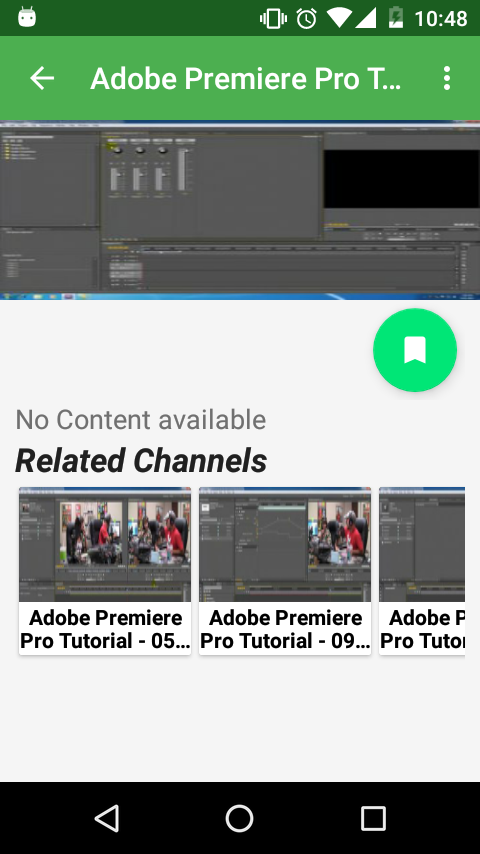 10:48
Adobe Premiere Pro T...
No Content available
Related Channels
Adobe Premiere
Pro Tutorial - 05...
Adobe Premiere
Pro Tutorial - 09...
Adobe P
Pro Tutor